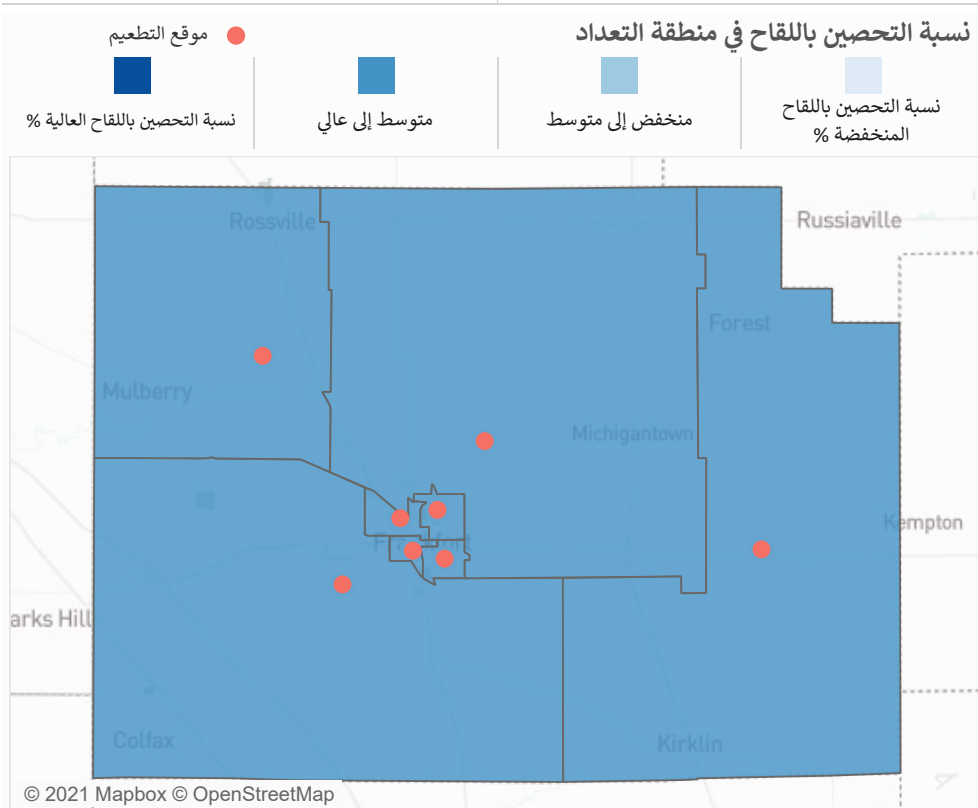 نسبة التحصين باللقاح في منطقة التعداد
موقع التطعيم
نسبة التحصين باللقاح
المنخفضة %
منخفض إلى متوسط
متوسط إلى عالي
نسبة التحصين باللقاح العالية %
Rossville
Russiaville
Forest
Mulberry
Michigantown
Kempton
Frankfort
arks Hill
Colfax
Kirklin
© 2021 Mapbox © OpenStreetMap